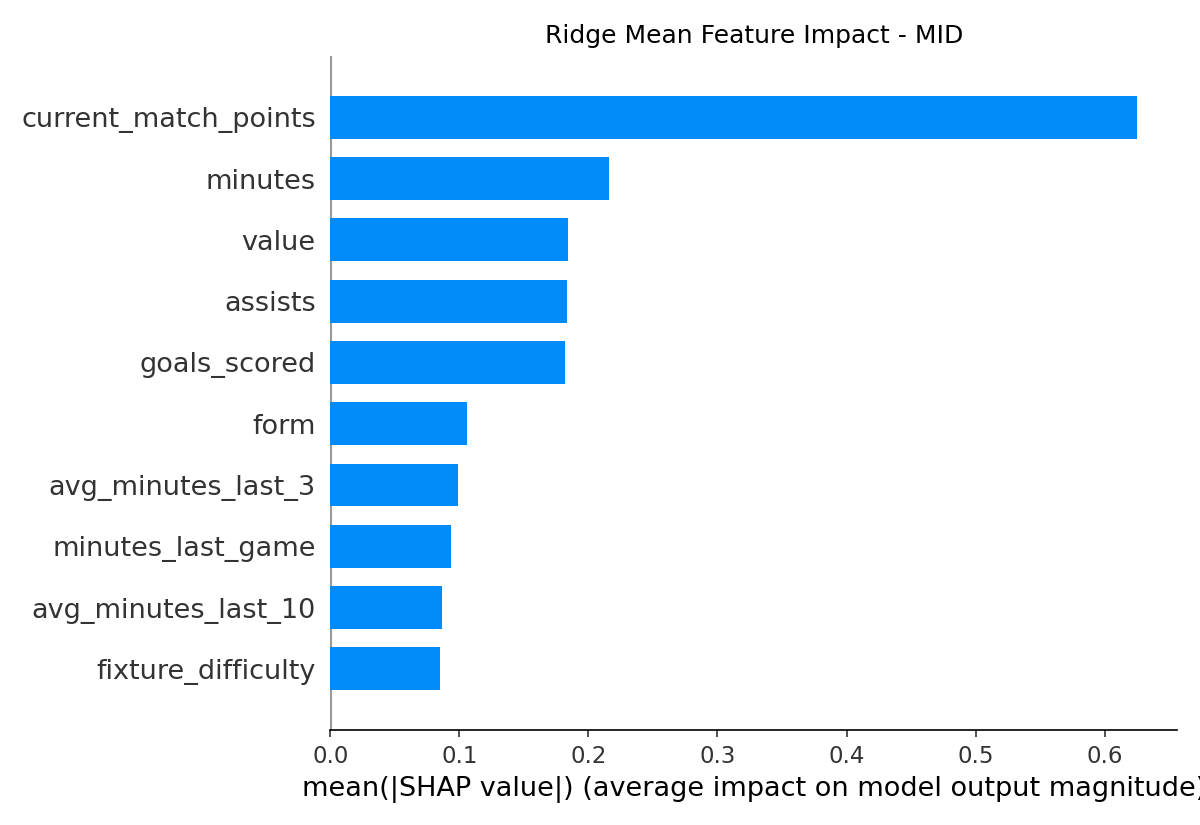 Ridge Mean Feature Impact - MID
current_match_points
minutes
value
assists
goals_scored
form
avg_minutes_last_3
minutes_last_game
avg_minutes_last_10
fixture_difficulty
0.0 0.1 0.2 0.3 0.4 0.5 0.6
mean(|SHAP value|) (average impact on model output magnitude)